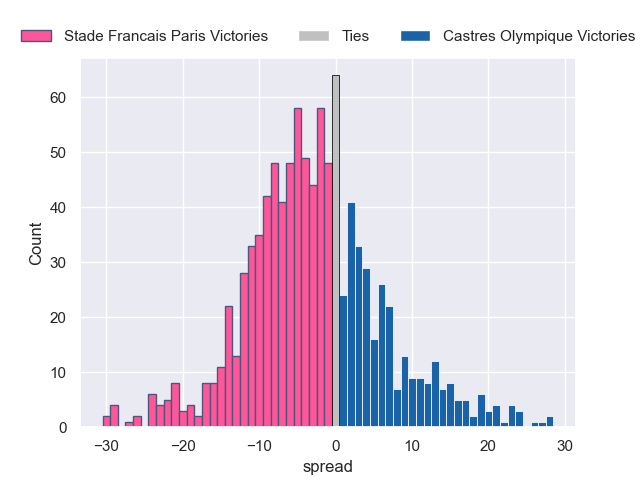 Stade Francais Paris Victories Ties Castres Olympique Victories
60
50
40
30
20
10
0
Count
−30 −20 −10 0 10 20 30
spread